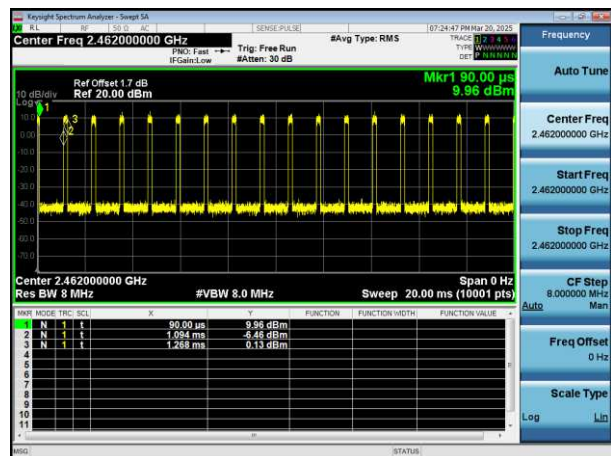 Keysight Spectrum Analyzer - Swept SA
RL RF 50 Ω AC SENSE:PULSE 07:24:47 PM Mar 20, 2025
Center Freq 2.462000000 GHz #Avg Type: RMS TRACE 1 2 3 4 5 6
PNO: Fast Trig: Free Run TYPE WWWWWW
IFGain:Low #Atten: 30 dB DET P N N N N N
Mkr1 90.00 µs
Ref Offset 1.7 dB
10 dB/div Ref 20.00 dBm 9.96 dBm
Log
1
10.0
3
2
0.00
-10.0
-20.0
-30.0
-40.0
-50.0
-60.0
-70.0
Center 2.462000000 GHz Span 0 Hz
Res BW 8 MHz #VBW 8.0 MHz Sweep 20.00 ms (10001 pts)
MKR MODE TRC SCL X Y FUNCTION FUNCTION WIDTH FUNCTION VALUE
1 N 1 t 90.00 µs 9.96 dBm
2 N 1 t 1.094 ms -6.46 dBm
3 N 1 t 1.268 ms 0.13 dBm
4
5
6
7
8
9
10
11
MSG STATUS
Frequency
Auto Tune
Center Freq
2.462000000 GHz
Start Freq
2.462000000 GHz
Stop Freq
2.462000000 GHz
CF Step
8.000000 MHz
Auto Man
Freq Offset
0 Hz
Scale Type
Log Lin